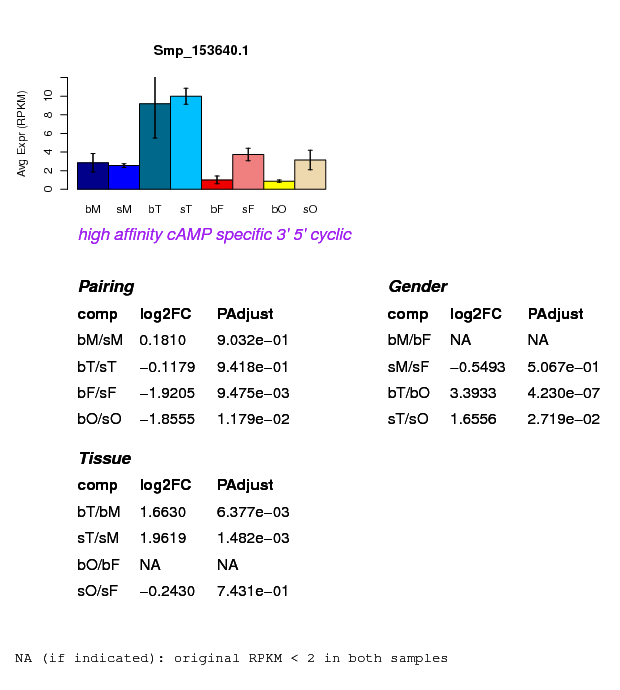 Smp_153640.1
Avg Expr (RPKM)
0 2 4 6 8 10
bM sM bT sT bF sF bO sO
high affinity cAMP specific 3' 5' cyclic
Pairing
comp log2FC PAdjust
bM/sM 0.1810 9.032e−01
bT/sT −0.1179 9.418e−01
bF/sF −1.9205 9.475e−03
bO/sO −1.8555 1.179e−02
Gender
comp log2FC PAdjust
bM/bF NA NA
sM/sF −0.5493 5.067e−01
bT/bO 3.3933 4.230e−07
sT/sO 1.6556 2.719e−02
Tissue
comp log2FC PAdjust
bT/bM 1.6630 6.377e−03
sT/sM 1.9619 1.482e−03
bO/bF NA NA
sO/sF −0.2430 7.431e−01
NA (if indicated): original RPKM < 2 in both samples